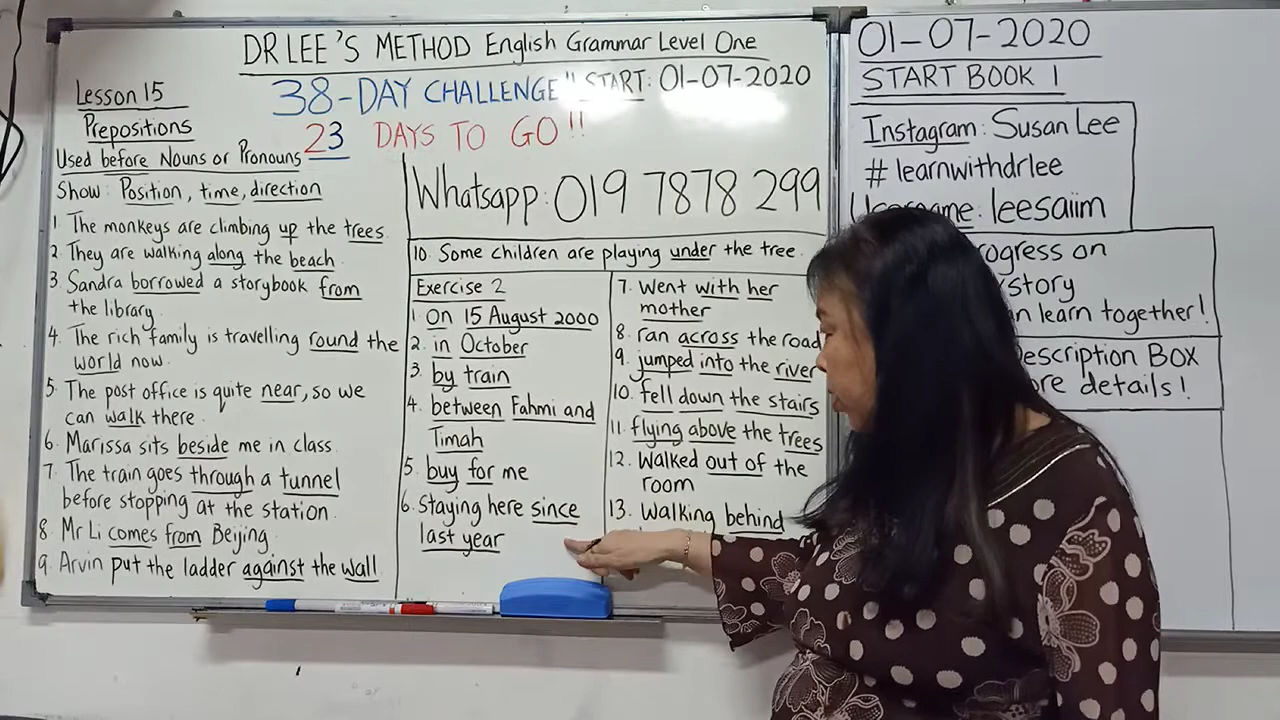 DR LEE'S METHOD English Grammar Level One
38-DAY CHALLENGE" START: 01-07-2020
23 DAYS TO GO!!
Lesson 15
Prepositions
Used before Nouns or Pronouns
Show: Position, time, direction
1 The monkeys are climbing up the trees.
2 They are walking along the beach.
3 Sandra borrowed a storybook from
the library.
4. The rich family is travelling round the
world now.
5. The post office is quite near, so we
can walk there.
6. Marissa sits beside me in class.
7. The train goes through a tunnel
before stopping at the station.
8. Mr Li comes from Beijing.
9. Arvin put the ladder against the wall
Whatsapp: 019 7878 299
10. Some children are playing under the tree.
Exercise 2
1. On 15 August 2000
2. in October
3. by train
4. between Fahmi and
Timah
5. buy for me
6. Staying here since
last year
7. Went with her
mother
8. ran across the road
9. jumped into the river
10. fell down the stairs
11. flying above the trees
12. Walked out of the
room
13. Walking behind
01-07-2020
START BOOK 1
Instagram: Susan Lee
# learnwithdrlee
: leesaiim
on
story
learn together!
Box
details!